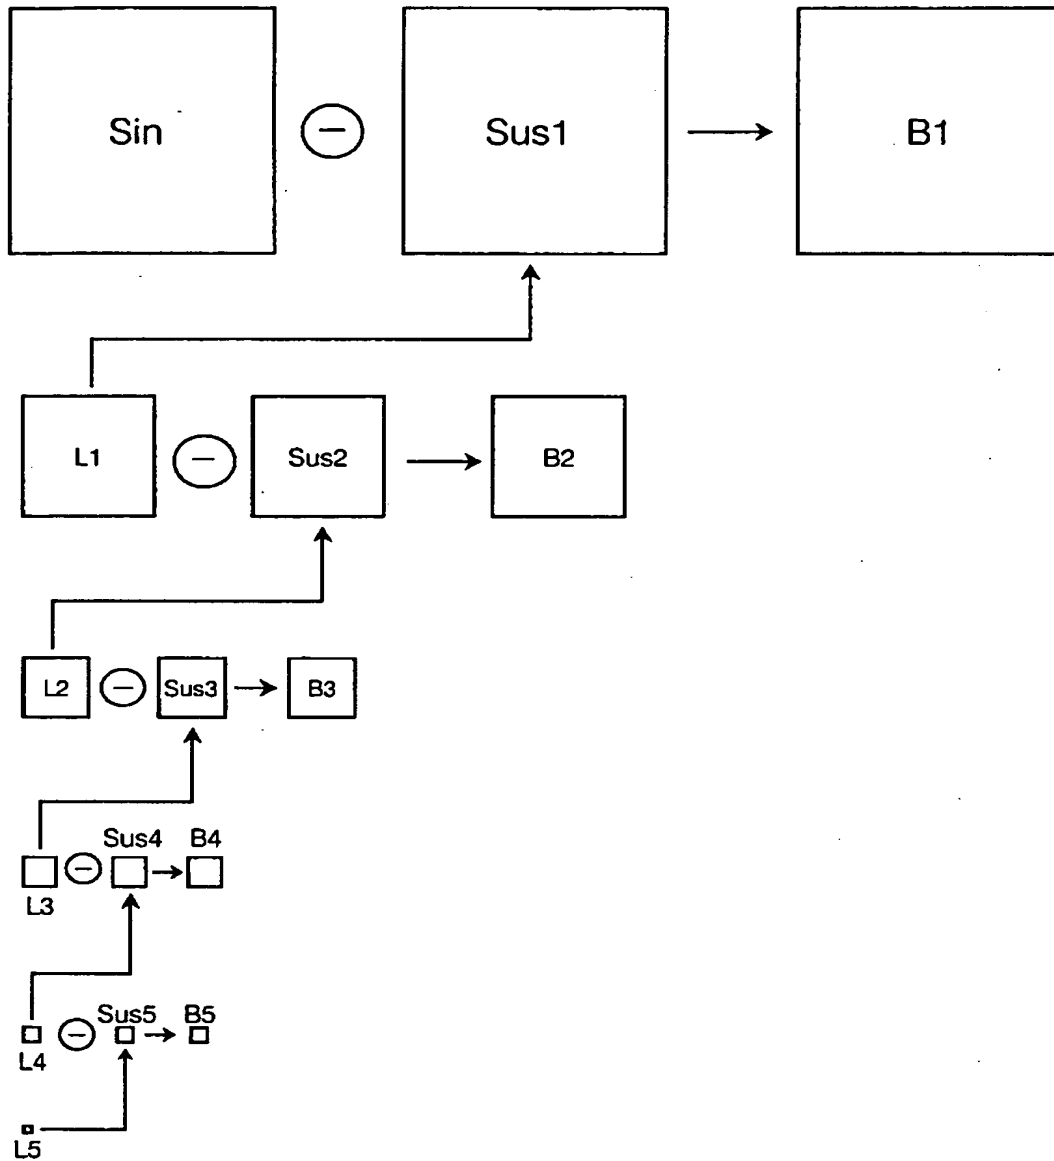 Sin − Sus1 B1
L1 − Sus2 B2
L2 − Sus3 B3
Sus4 B4
−
L3
Sus5 B5
−
L4
L5